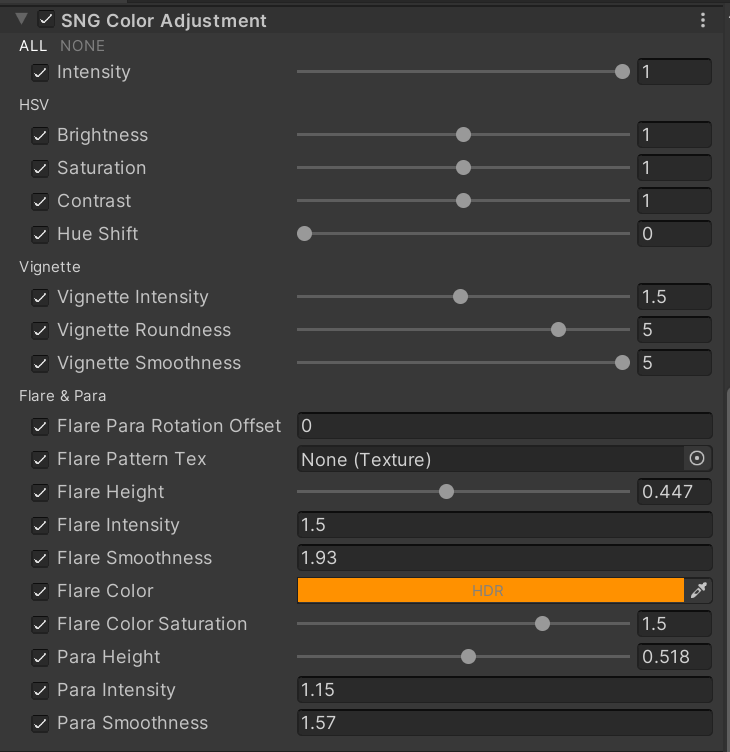 SNG Color Adjustment
ALL NONE
Intensity 1
HSV
Brightness 1
Saturation 1
Contrast 1
Hue Shift 0
Vignette
Vignette Intensity 1.5
Vignette Roundness 5
Vignette Smoothness 5
Flare & Para
Flare Para Rotation Offset 0
Flare Pattern Tex None (Texture)
Flare Height 0.447
Flare Intensity 1.5
Flare Smoothness 1.93
Flare Color HDR
Flare Color Saturation 1.5
Para Height 0.518
Para Intensity 1.15
Para Smoothness 1.57